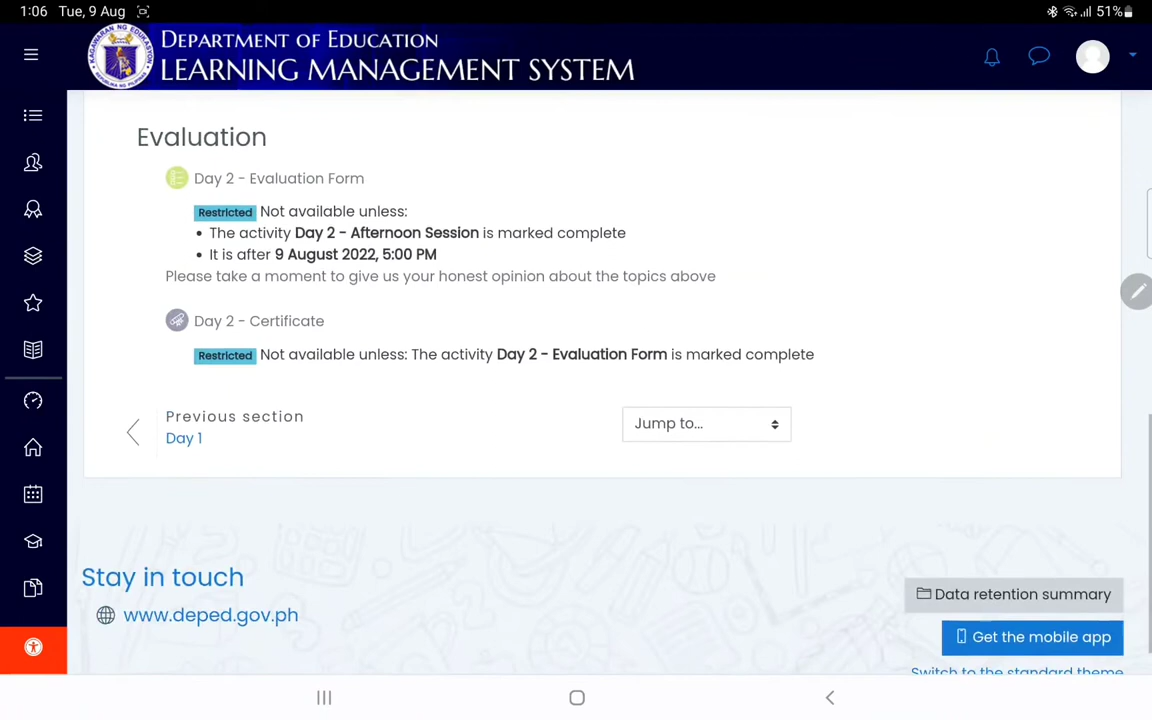 1:06 Tue, 9 Aug 51%
DEPARTMENT OF EDUCATION
LEARNING MANAGEMENT SYSTEM
Evaluation
Day 2 - Evaluation Form
Restricted Not available unless:
• The activity Day 2 - Afternoon Session is marked complete
• It is after 9 August 2022, 5:00 PM
Please take a moment to give us your honest opinion about the topics above
Day 2 - Certificate
Restricted Not available unless: The activity Day 2 - Evaluation Form is marked complete
Previous section
Day 1
Jump to...
Stay in touch
www.deped.gov.ph
Data retention summary
Get the mobile app
Switch to the standard theme